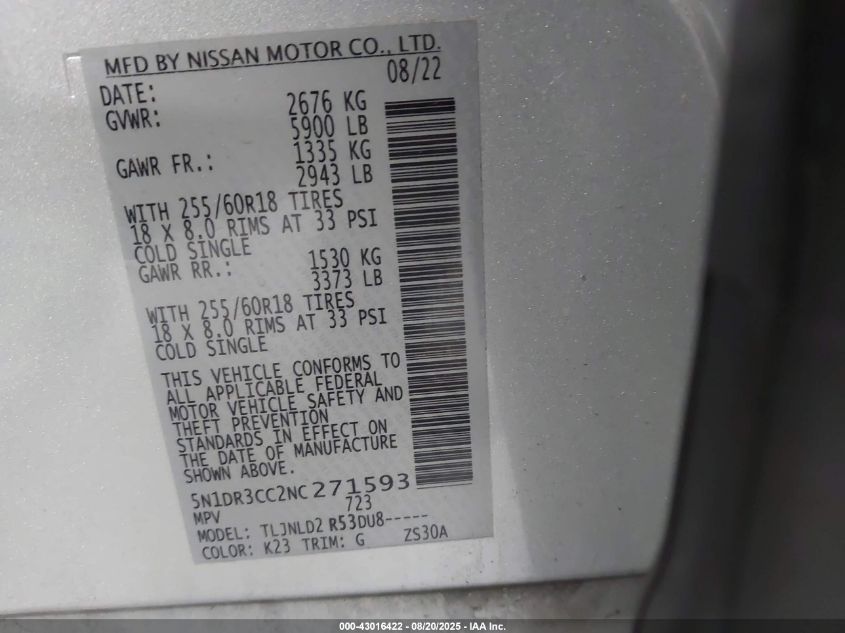 MFD BY NISSAN MOTOR CO., LTD.
DATE: 08/22
GVWR: 2676 KG
5900 LB
GAWR FR.: 1335 KG
2943 LB
WITH 255/60R18 TIRES
18 X 8.0 RIMS AT 33 PSI
COLD SINGLE
GAWR RR.: 1530 KG
3373 LB
WITH 255/60R18 TIRES
18 X 8.0 RIMS AT 33 PSI
COLD SINGLE
THIS VEHICLE CONFORMS TO
ALL APPLICABLE FEDERAL
MOTOR VEHICLE SAFETY AND
THEFT PREVENTION
STANDARDS IN EFFECT ON
THE DATE OF MANUFACTURE
SHOWN ABOVE.
5N1DR3CC2NC271593
MPV 723
MODEL: TLJNLD2 R53DU8-----
COLOR: K23 TRIM: G ZS30A
000-43016422 - 08/20/2025 - IAA Inc.